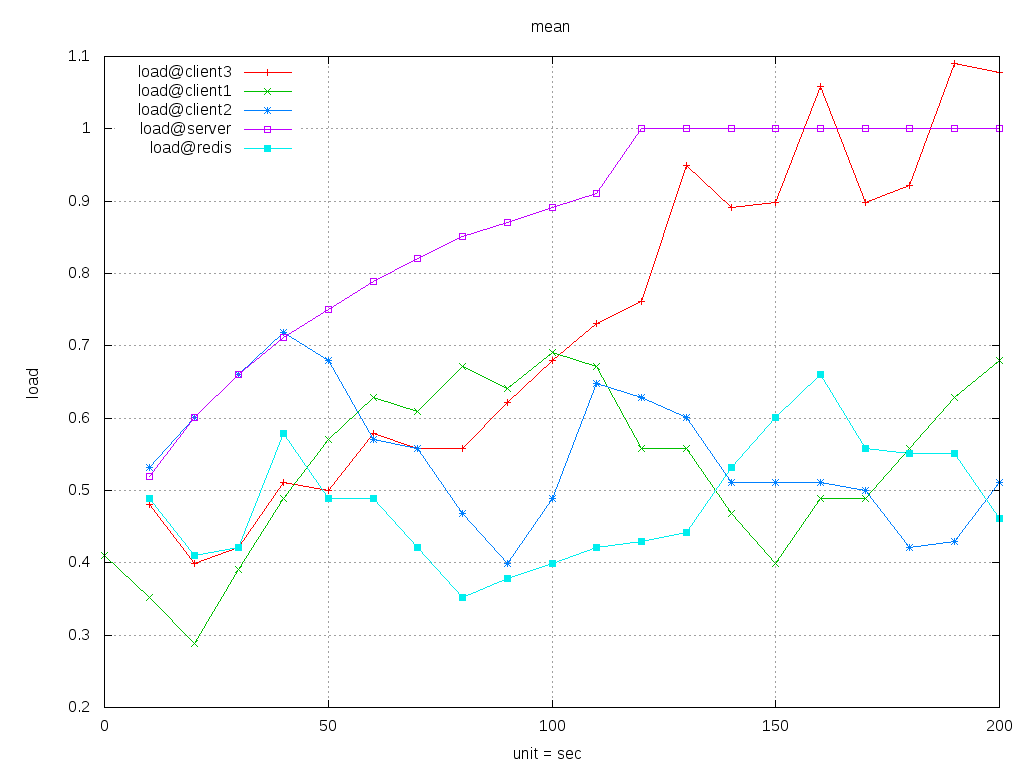 mean
1.1
1
0.9
0.8
0.7
0.6
0.5
0.4
0.3
0.2
load
load@client3
load@client1
load@client2
load@server
load@redis
0 50 100 150 200
unit = sec